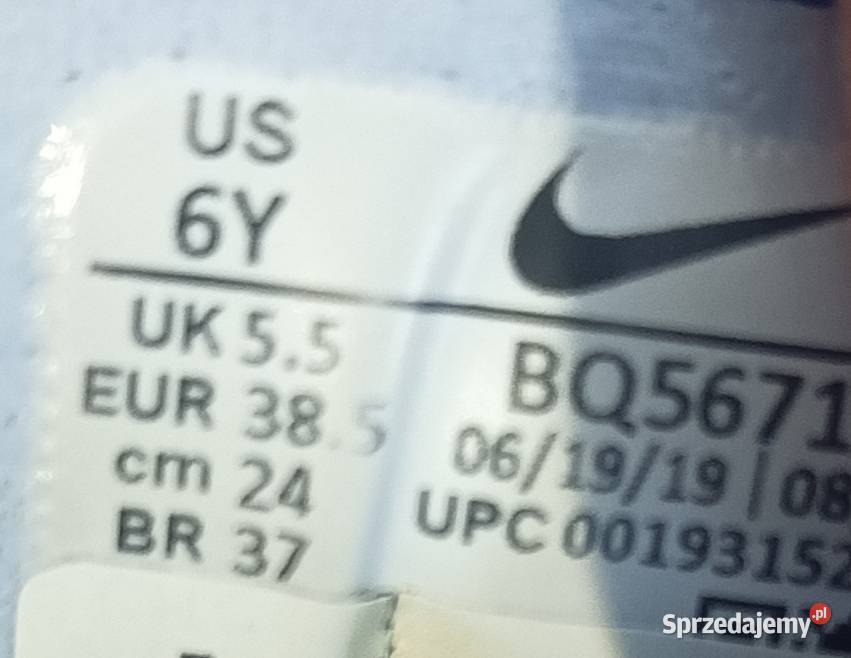 US
6Y
UK 5.5
EUR 38.5
cm 24
BR 37
BQ5671
06/19/19 | 08
UPC 00193152
Sprzedajemy.pl